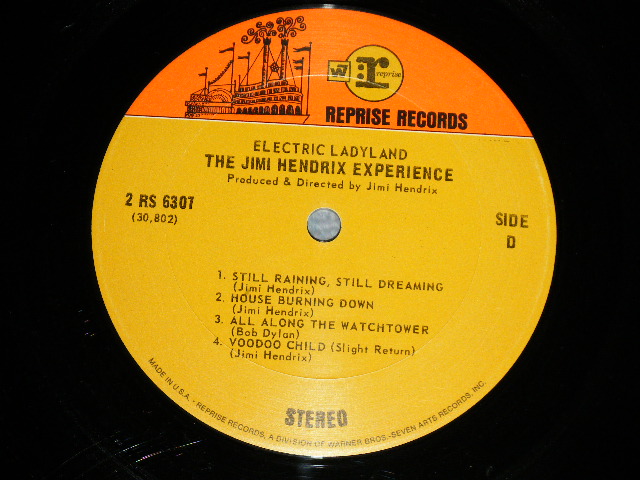 W7
r:
reprise
REPRISE RECORDS
ELECTRIC LADYLAND
THE JIMI HENDRIX EXPERIENCE
Produced & Directed by Jimi Hendrix
2 RS 6307
(30,802)
SIDE
D
1. STILL RAINING, STILL DREAMING
(Jimi Hendrix)
2. HOUSE BURNING DOWN
(Jimi Hendrix)
3. ALL ALONG THE WATCHTOWER
(Bob Dylan)
4. VOODOO CHILD (Slight Return)
(Jimi Hendrix)
STEREO
MADE IN U.S.A. - REPRISE RECORDS, A DIVISION OF WARNER BROS.-SEVEN ARTS RECORDS, INC.